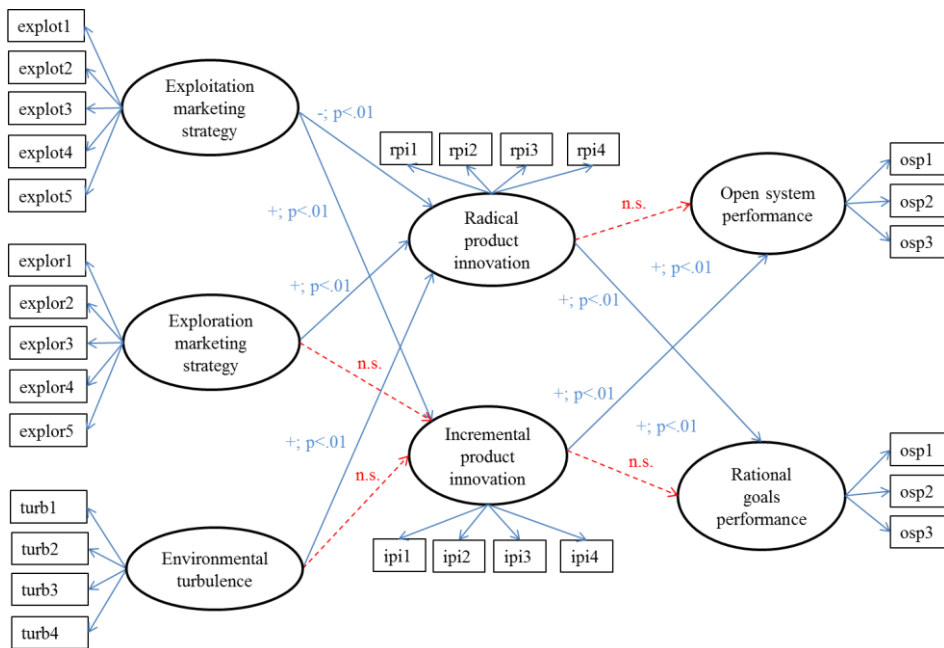 explot1
explot2
explot3
explot4
explot5
Exploitation
marketing
strategy
explor1
explor2
explor3
explor4
explor5
Exploration
marketing
strategy
turb1
turb2
turb3
turb4
Environmental
turbulence
-; p<.01
+; p<.01
+; p<.01
n.s.
+; p<.01
n.s.
rpi1
rpi2
rpi3
rpi4
Radical
product
innovation
Incremental
product
innovation
ipi1
ipi2
ipi3
ipi4
n.s.
+; p<.01
+; p<.01
+; p<.01
n.s.
Open system
performance
osp1
osp2
osp3
Rational
goals
performance
osp1
osp2
osp3